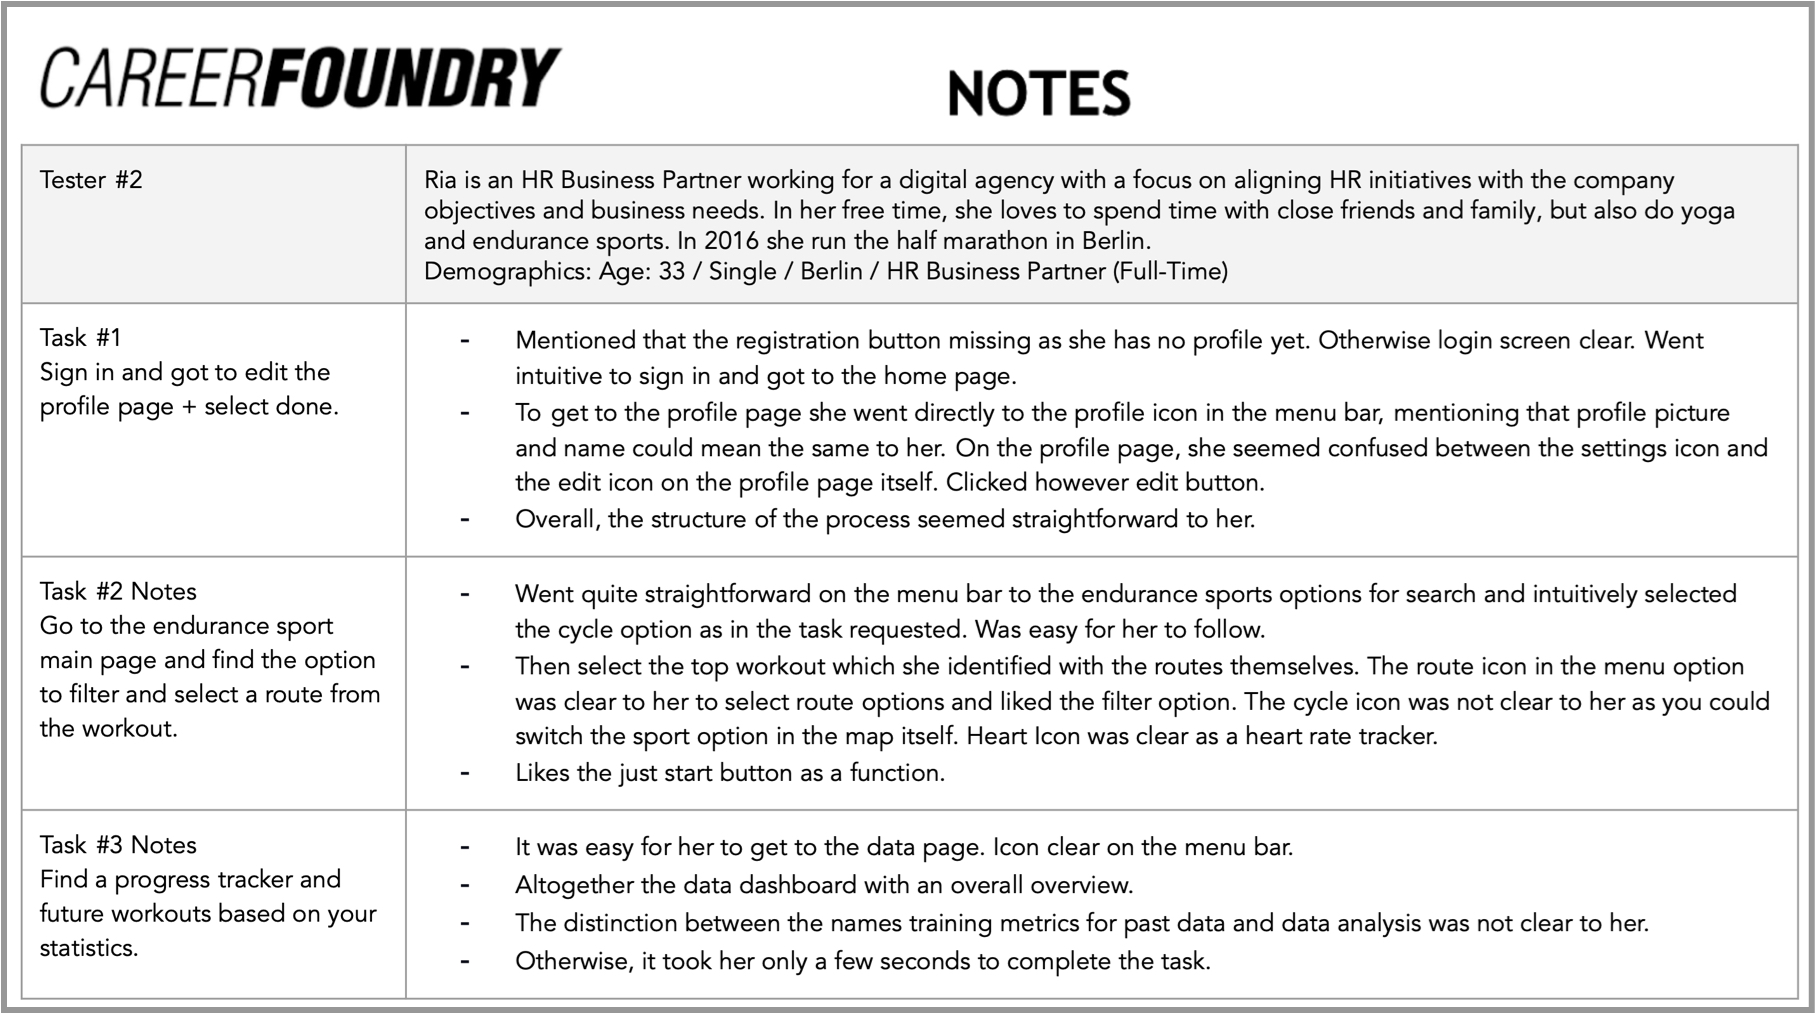 CAREERFOUNDRY
NOTES
Tester #2
Ria is an HR Business Partner working for a digital agency with a focus on aligning HR initiatives with the company
objectives and business needs. In her free time, she loves to spend time with close friends and family, but also do yoga
and endurance sports. In 2016 she run the half marathon in Berlin.
Demographics: Age: 33 / Single / Berlin / HR Business Partner (Full-Time)
Task #1
Sign in and got to edit the
profile page + select done.
- Mentioned that the registration button missing as she has no profile yet. Otherwise login screen clear. Went
intuitive to sign in and got to the home page.
- To get to the profile page she went directly to the profile icon in the menu bar, mentioning that profile picture
and name could mean the same to her. On the profile page, she seemed confused between the settings icon and
the edit icon on the profile page itself. Clicked however edit button.
- Overall, the structure of the process seemed straightforward to her.
Task #2 Notes
Go to the endurance sport
main page and find the option
to filter and select a route from
the workout.
- Went quite straightforward on the menu bar to the endurance sports options for search and intuitively selected
the cycle option as in the task requested. Was easy for her to follow.
- Then select the top workout which she identified with the routes themselves. The route icon in the menu option
was clear to her to select route options and liked the filter option. The cycle icon was not clear to her as you could
switch the sport option in the map itself. Heart Icon was clear as a heart rate tracker.
- Likes the just start button as a function.
Task #3 Notes
Find a progress tracker and
future workouts based on your
statistics.
- It was easy for her to get to the data page. Icon clear on the menu bar.
- Altogether the data dashboard with an overall overview.
- The distinction between the names training metrics for past data and data analysis was not clear to her.
- Otherwise, it took her only a few seconds to complete the task.